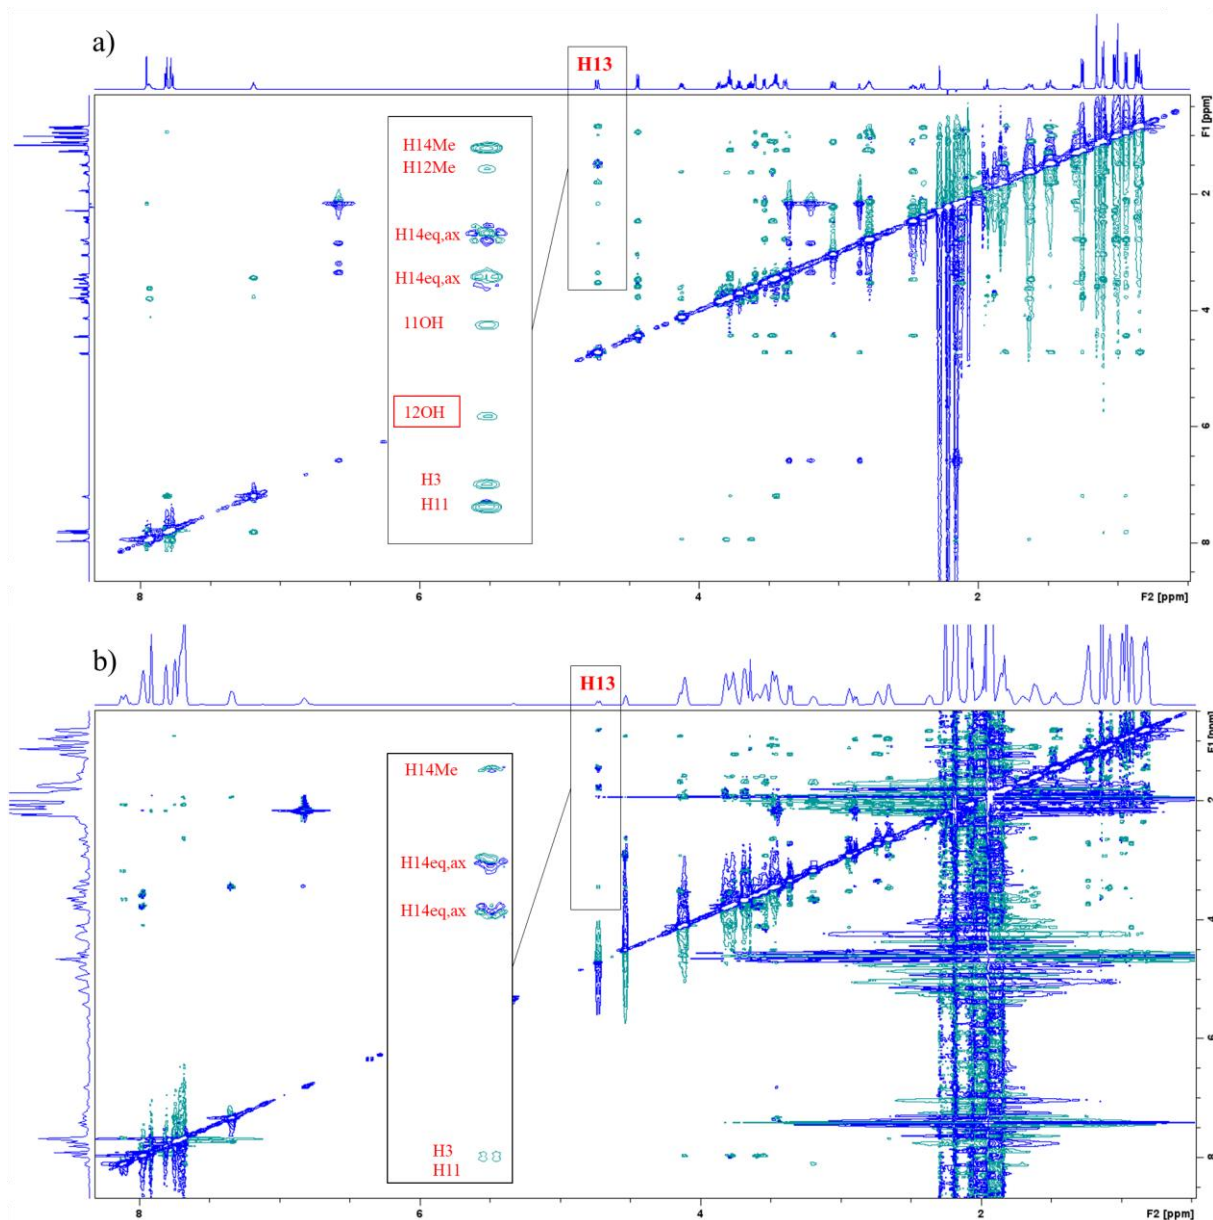 a)
H13
F1 [ppm]
H14Me
H12Me
H14eq,ax
H14eq,ax
11OH
12OH
H3
H11
2
4
6
8
8
6
4
2
F2 [ppm]
b)
H13
F1 [ppm]
H14Me
H14eq,ax
H14eq,ax
H3
H11
2
4
6
8
8
6
4
2
F2 [ppm]